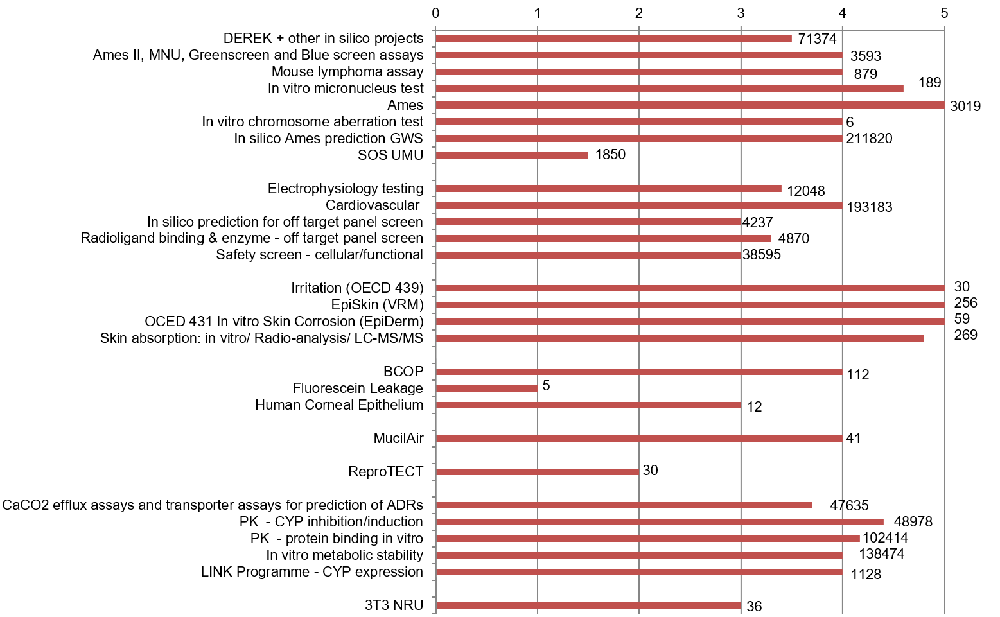 0 1 2 3 4 5
DEREK + other in silico projects 71374
Ames II, MNU, Greenscreen and Blue screen assays 3593
Mouse lymphoma assay 879
In vitro micronucleus test 189
Ames 3019
In vitro chromosome aberration test 6
In silico Ames prediction GWS 211820
SOS UMU 1850
Electrophysiology testing 12048
Cardiovascular 193183
In silico prediction for off target panel screen 4237
Radioligand binding & enzyme - off target panel screen 4870
Safety screen - cellular/functional 38595
Irritation (OECD 439) 30
EpiSkin (VRM) 256
OCED 431 In vitro Skin Corrosion (EpiDerm) 59
Skin absorption: in vitro/ Radio-analysis/ LC-MS/MS 269
BCOP 112
Fluorescein Leakage 5
Human Corneal Epithelium 12
MucilAir 41
ReproTECT 30
CaCO2 efflux assays and transporter assays for prediction of ADRs 47635
PK - CYP inhibition/induction 48978
PK - protein binding in vitro 102414
In vitro metabolic stability 138474
LINK Programme - CYP expression 1128
3T3 NRU 36